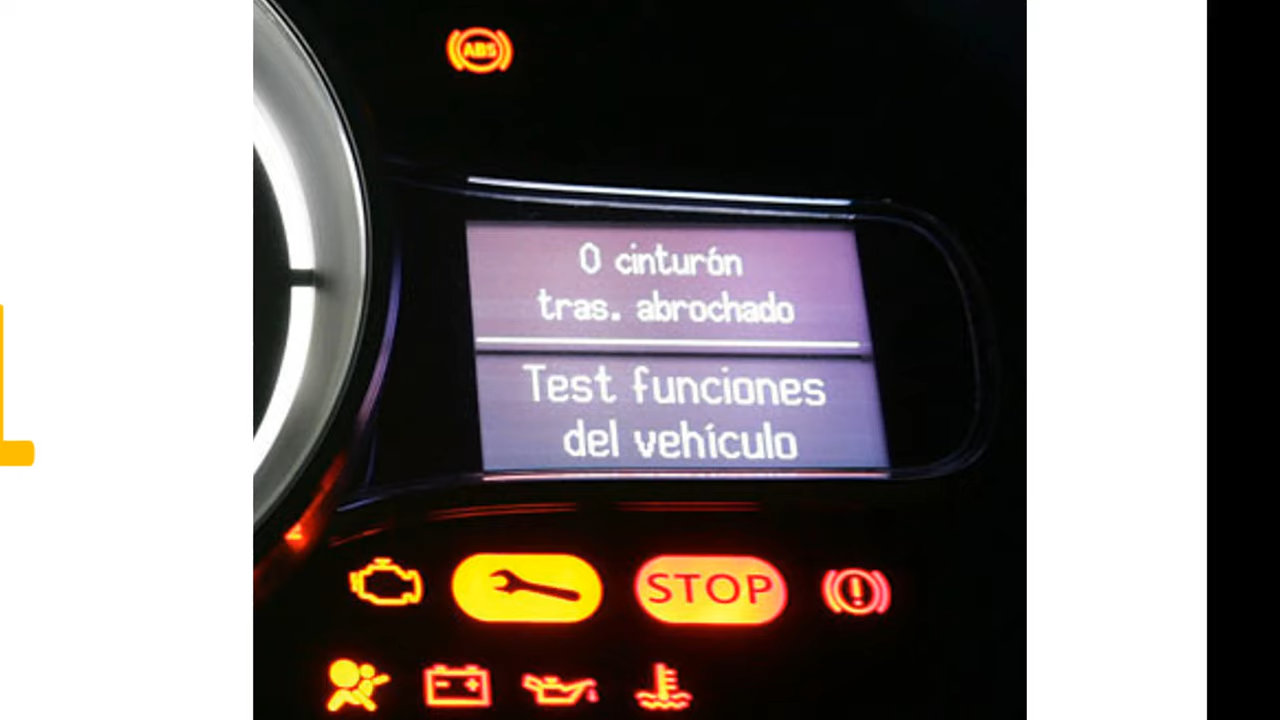 ABS
0 cinturón
tras. abrochado
Test funciones
del vehículo
STOP